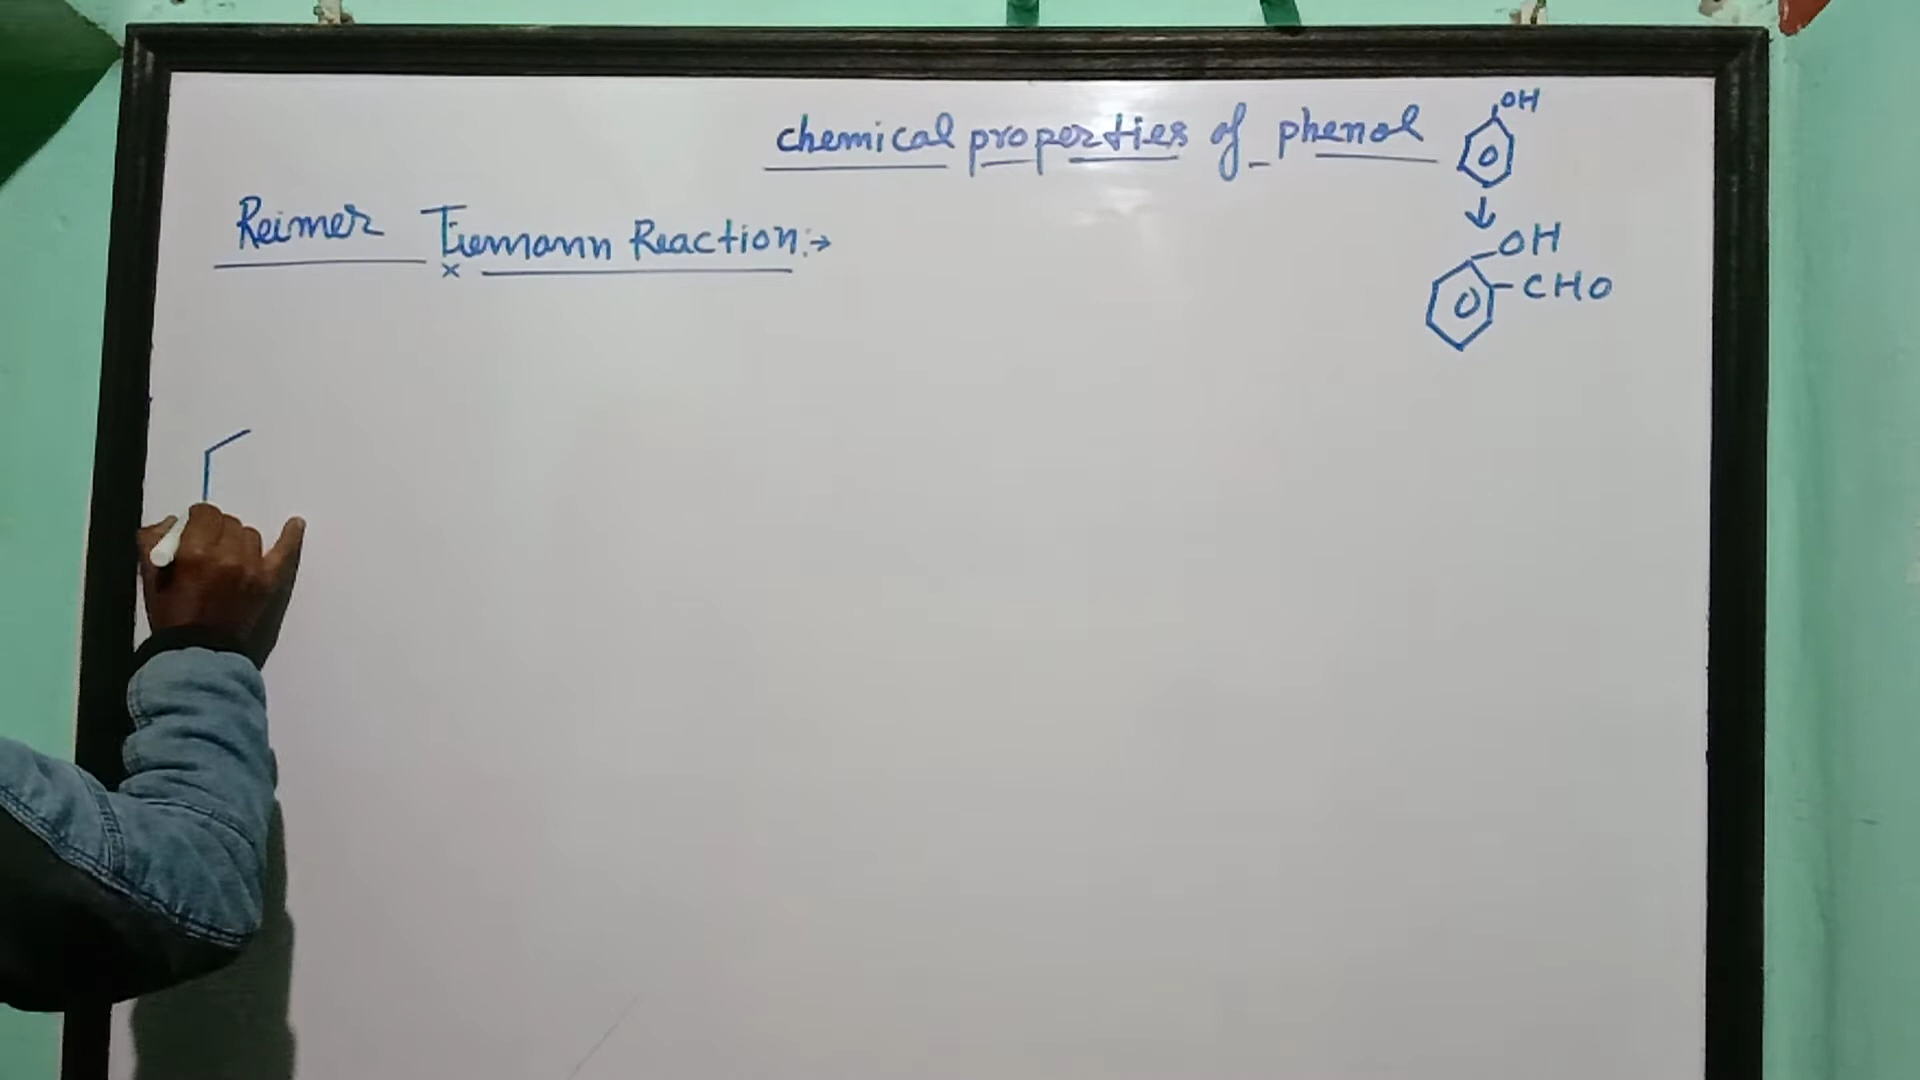 chemical properties of phenol
OH
Reimer Tiemann Reaction :→
OH
CHO